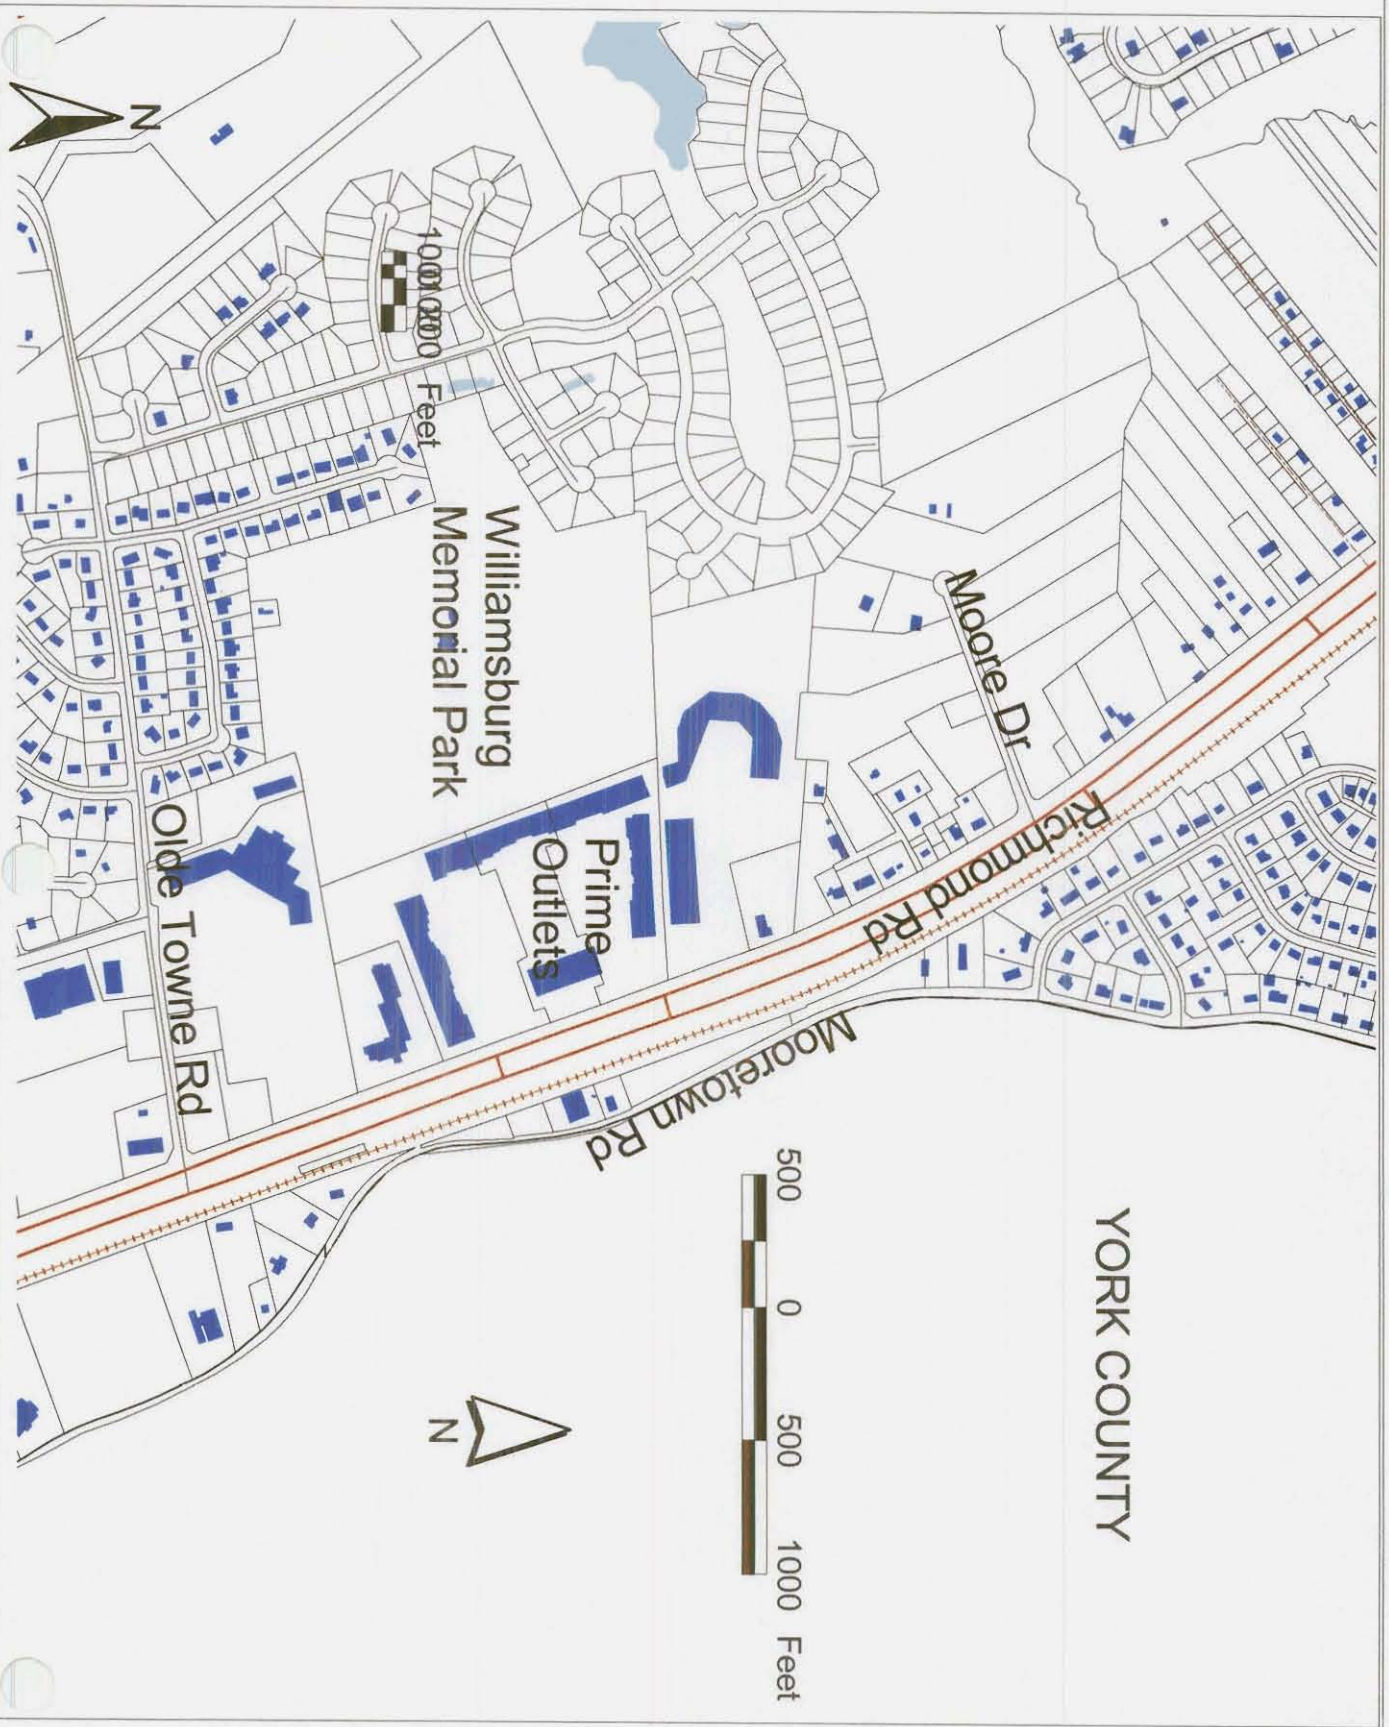 YORK COUNTY
Moore Dr
Richmond Rd
Mooretown Rd
500 0 500 1000 Feet
Prime
Outlets
Williamsburg
Memorial Park
Feet
N
Olde Towne Rd
N